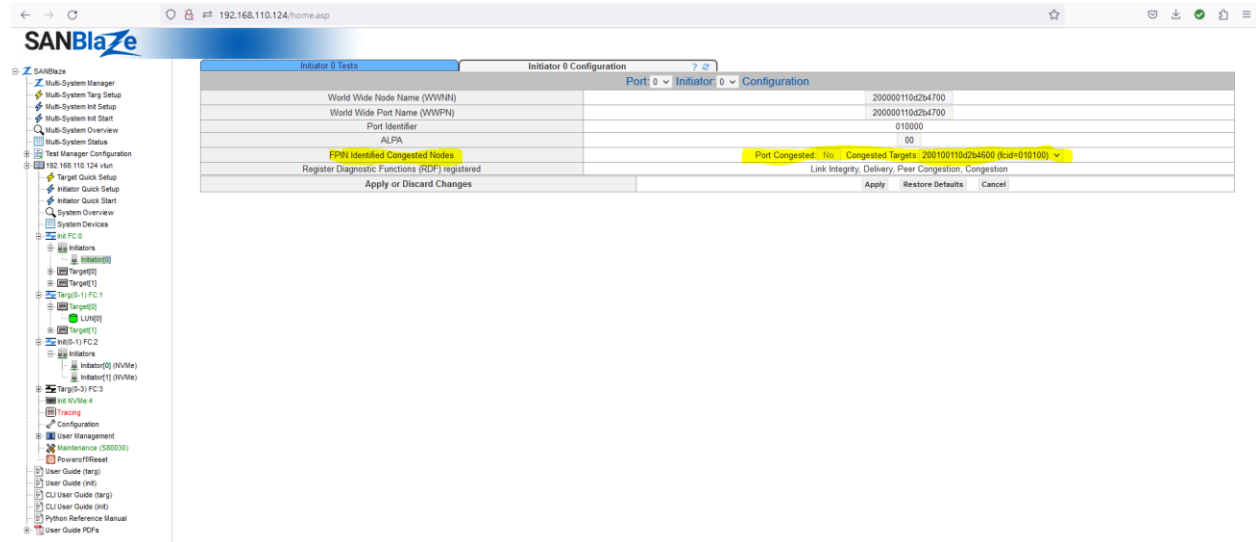 192.168.110.124/home.asp
SANBlaze
SANBlaze
Multi-System Manager
Multi-System Targ Setup
Multi-System Init Setup
Multi-System Init Start
Multi-System Overview
Multi-System Status
Test Manager Configuration
192.168.110.124 vlun
Target Quick Setup
Initiator Quick Setup
Initiator Quick Start
System Overview
System Devices
Init FC:0
Initiators
Initiator[0]
Target[0]
Target[1]
Targ(0-1) FC:1
Target[0]
LUN[0]
Target[1]
Init(0-1) FC:2
Initiators
Initiator[0] (NVMe)
Initiator[1] (NVMe)
Targ(0-3) FC:3
Init NVMe:4
Tracing
Configuration
User Management
Maintenance (S80030)
Poweroff/Reset
User Guide (targ)
User Guide (init)
CLI User Guide (targ)
CLI User Guide (init)
Python Reference Manual
User Guide PDFs
Initiator 0 Tests Initiator 0 Configuration ?
Port: 0 Initiator: 0 Configuration
World Wide Node Name (WWNN) 200000110d2b4700
World Wide Port Name (WWPN) 200000110d2b4700
Port Identifier 010000
ALPA 00
FPIN Identified Congested Nodes Port Congested: No Congested Targets: 200100110d2b4600 (fcid=010100)
Register Diagnostic Functions (RDF) registered Link Integrity, Delivery, Peer Congestion, Congestion
Apply or Discard Changes Apply Restore Defaults Cancel